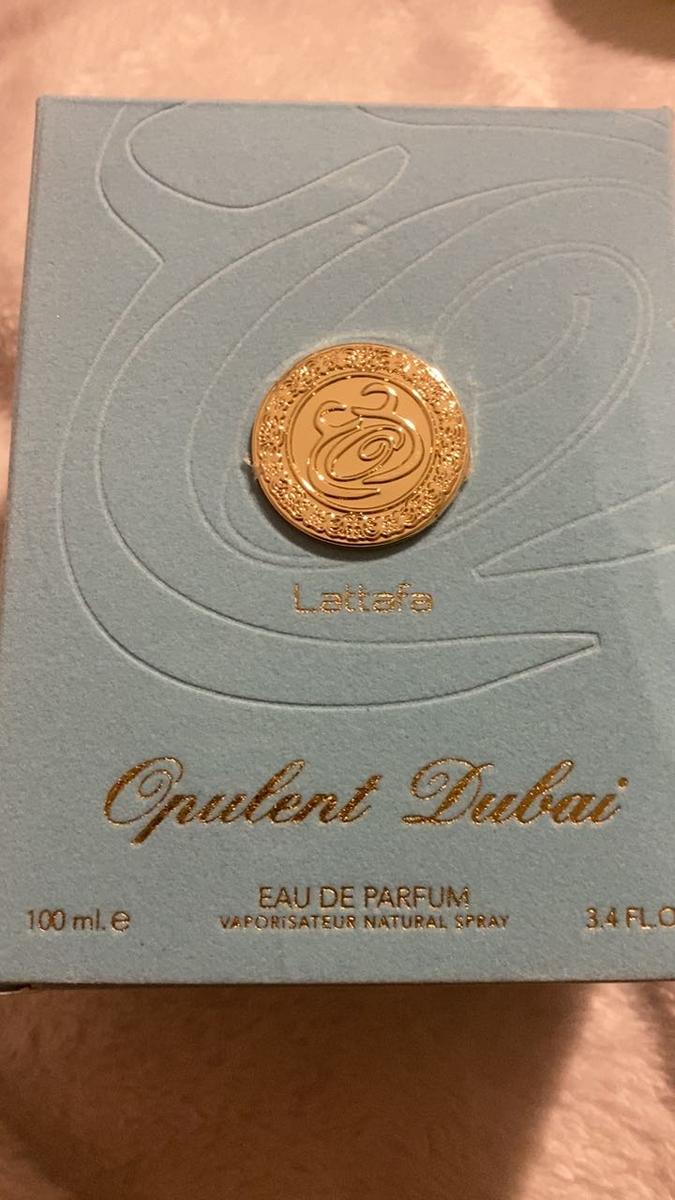 Lattafa
Opulent Dubai
EAU DE PARFUM
100 ml. e
VAPORISATEUR NATURAL SPRAY
3.4 FL.O